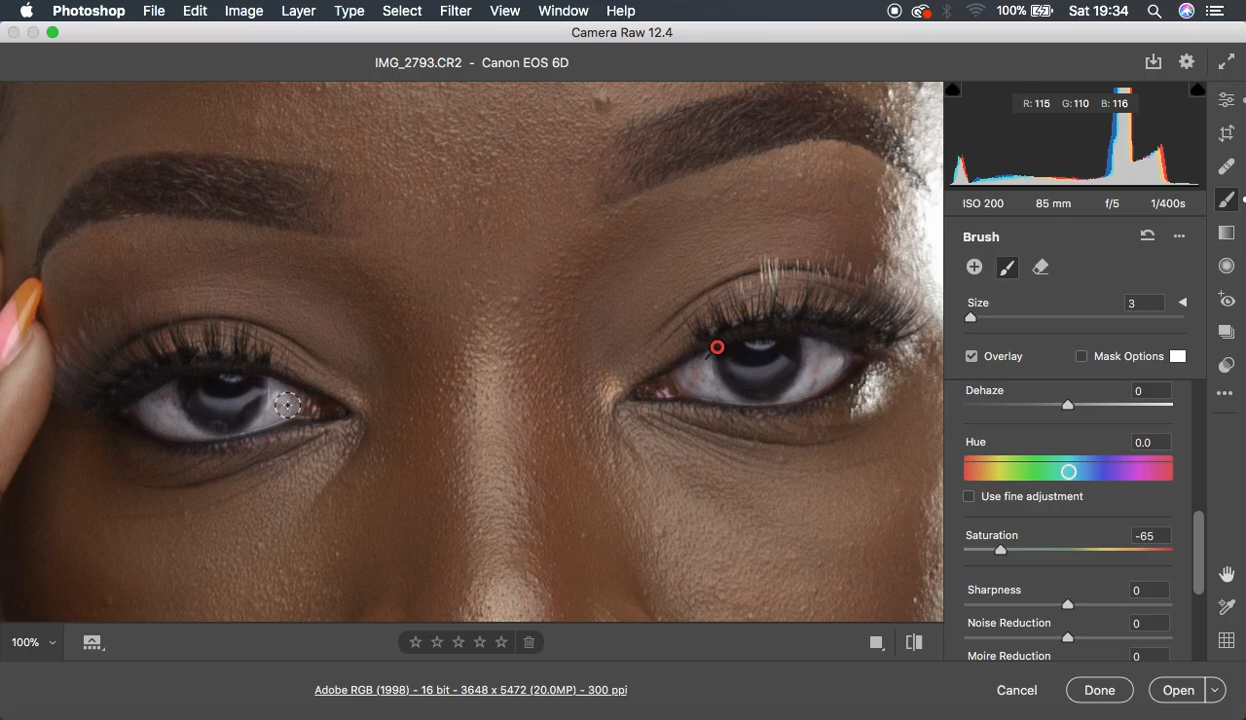 Photoshop File Edit Image Layer Type Select Filter View Window Help 100% Sat 19:34
Camera Raw 12.4
IMG_2793.CR2 - Canon EOS 6D
R: 115 G: 110 B: 116
ISO 200 85 mm f/5 1/400s
Brush
Size 3
Overlay Mask Options
Dehaze 0
Hue 0.0
Use fine adjustment
Saturation -65
Sharpness 0
Noise Reduction 0
Moire Reduction 0
100%
Adobe RGB (1998) - 16 bit - 3648 x 5472 (20.0MP) - 300 ppi
Cancel Done Open